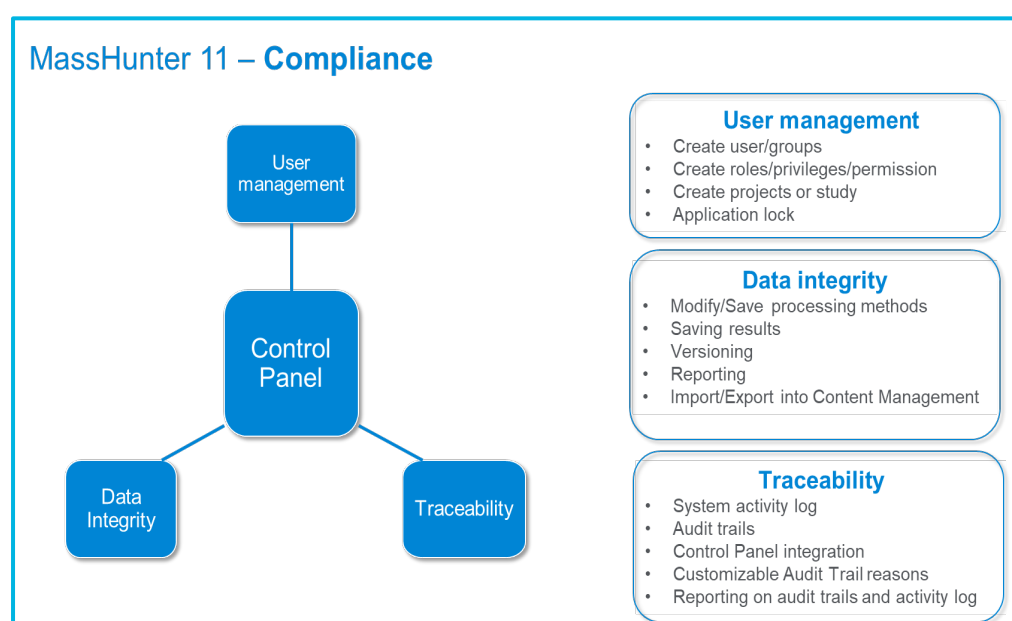 MassHunter 11 – Compliance
User
management
Control
Panel
Data
Integrity
Traceability
User management
• Create user/groups
• Create roles/privileges/permission
• Create projects or study
• Application lock
Data integrity
• Modify/Save processing methods
• Saving results
• Versioning
• Reporting
• Import/Export into Content Management
Traceability
• System activity log
• Audit trails
• Control Panel integration
• Customizable Audit Trail reasons
• Reporting on audit trails and activity log